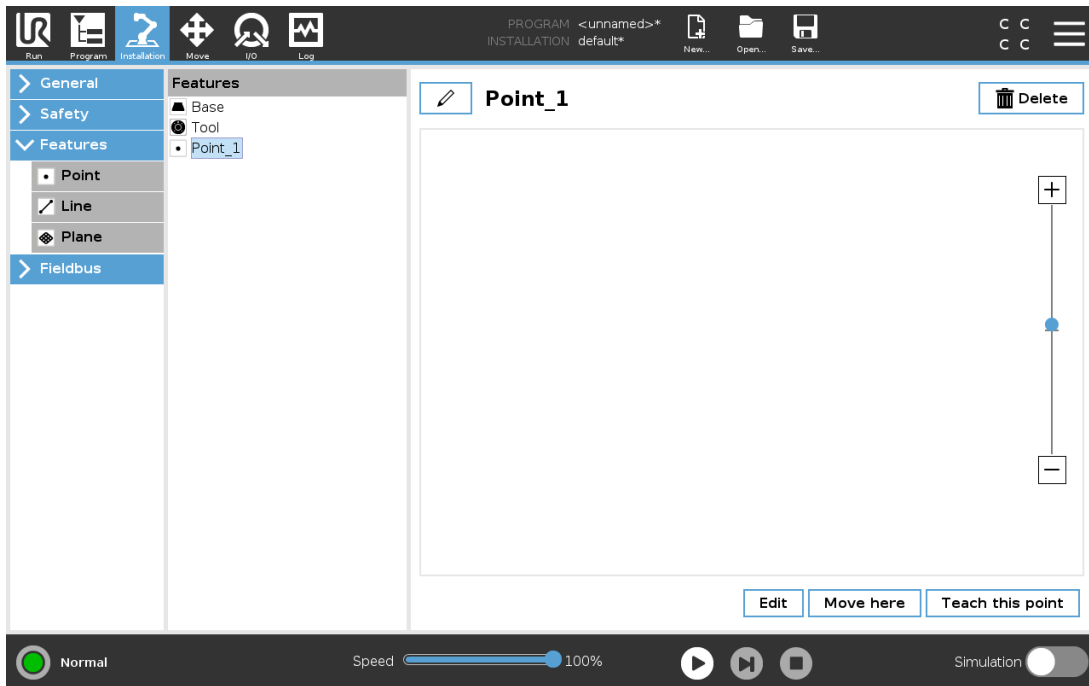 PROGRAM <unnamed>*
INSTALLATION default*
C C
C C
Run Program Installation Move I/O Log New... Open... Save...
General
Safety
Features
Point
Line
Plane
Fieldbus
Features
Base
Tool
Point_1
Point_1
Delete
Edit Move here Teach this point
Normal
Speed 100%
Simulation